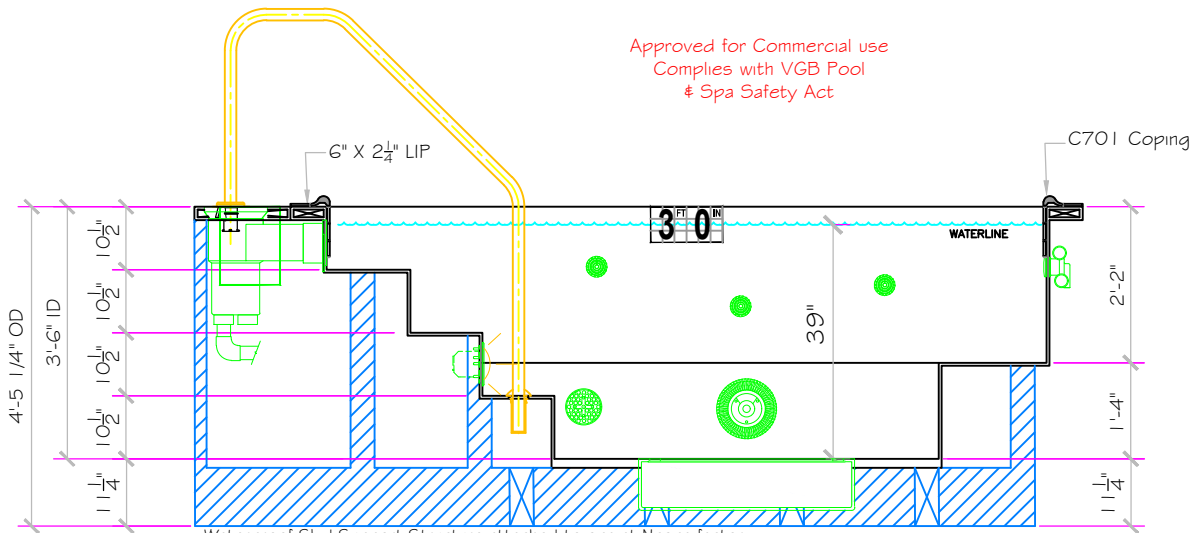 Approved for Commercial use
Complies with VGB Pool
& Spa Safety Act
6" X 2 1/4" LIP
C701 Coping
3 FT 0 IN
WATERLINE
4'-5 1/4" OD
3'-6" ID
10 1/2"
10 1/2"
10 1/2"
10 1/2"
11 1/4"
39"
2'-2"
1'-4"
11 1/4"